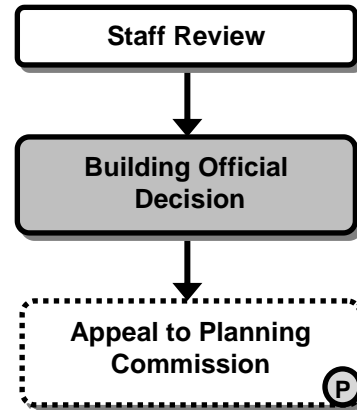 Staff Review
Building Official
Decision
Appeal to Planning
Commission
P